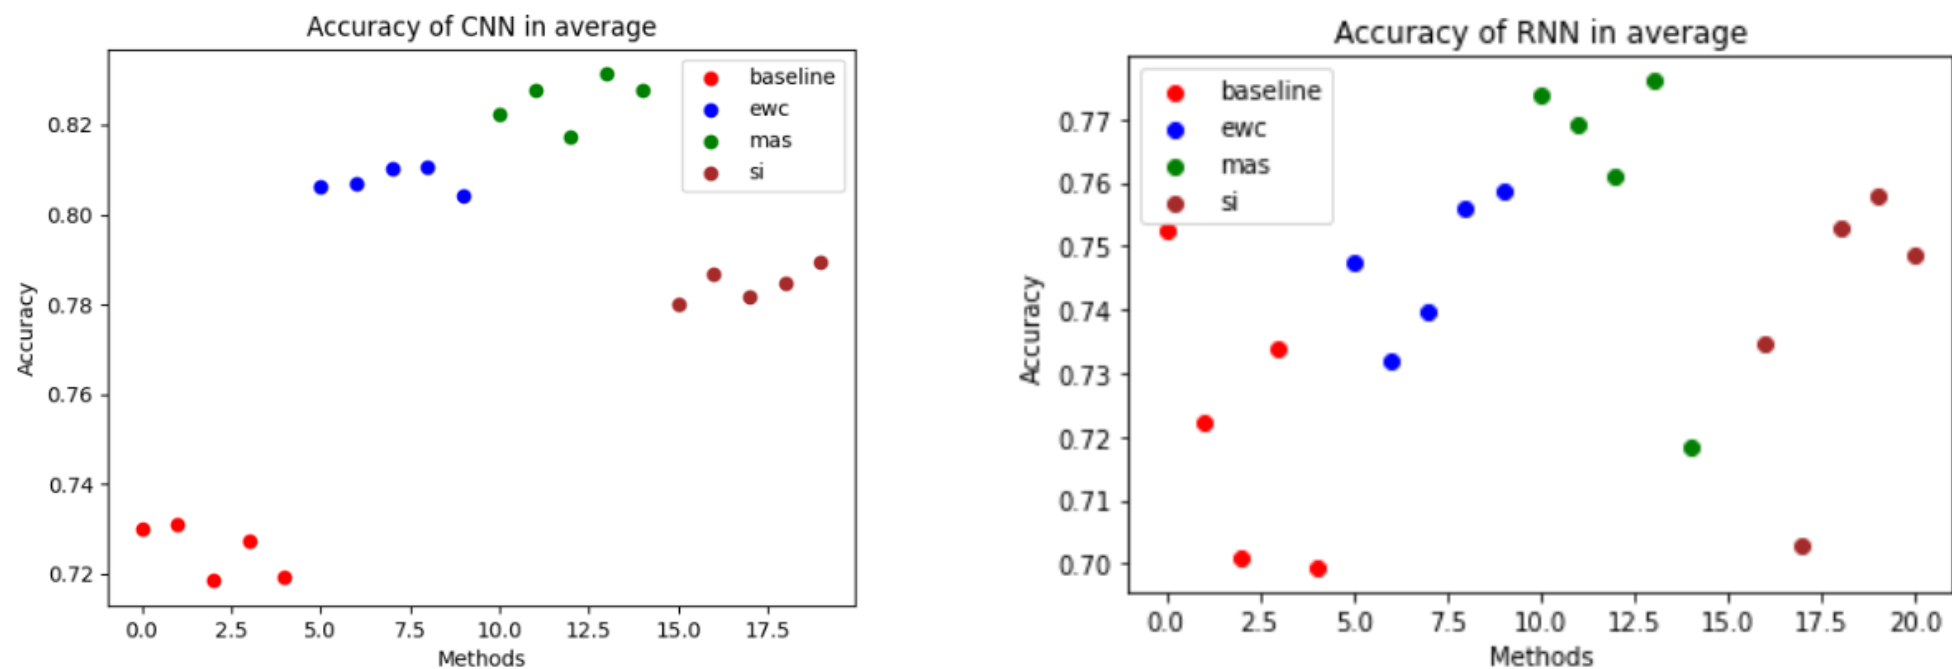 Accuracy of CNN in average
baseline
ewc
mas
si
0.82
0.80
0.78
0.76
0.74
0.72
Accuracy
0.0 2.5 5.0 7.5 10.0 12.5 15.0 17.5
Methods
Accuracy of RNN in average
baseline
ewc
mas
si
0.77
0.76
0.75
0.74
0.73
0.72
0.71
0.70
Accuracy
0.0 2.5 5.0 7.5 10.0 12.5 15.0 17.5 20.0
Methods